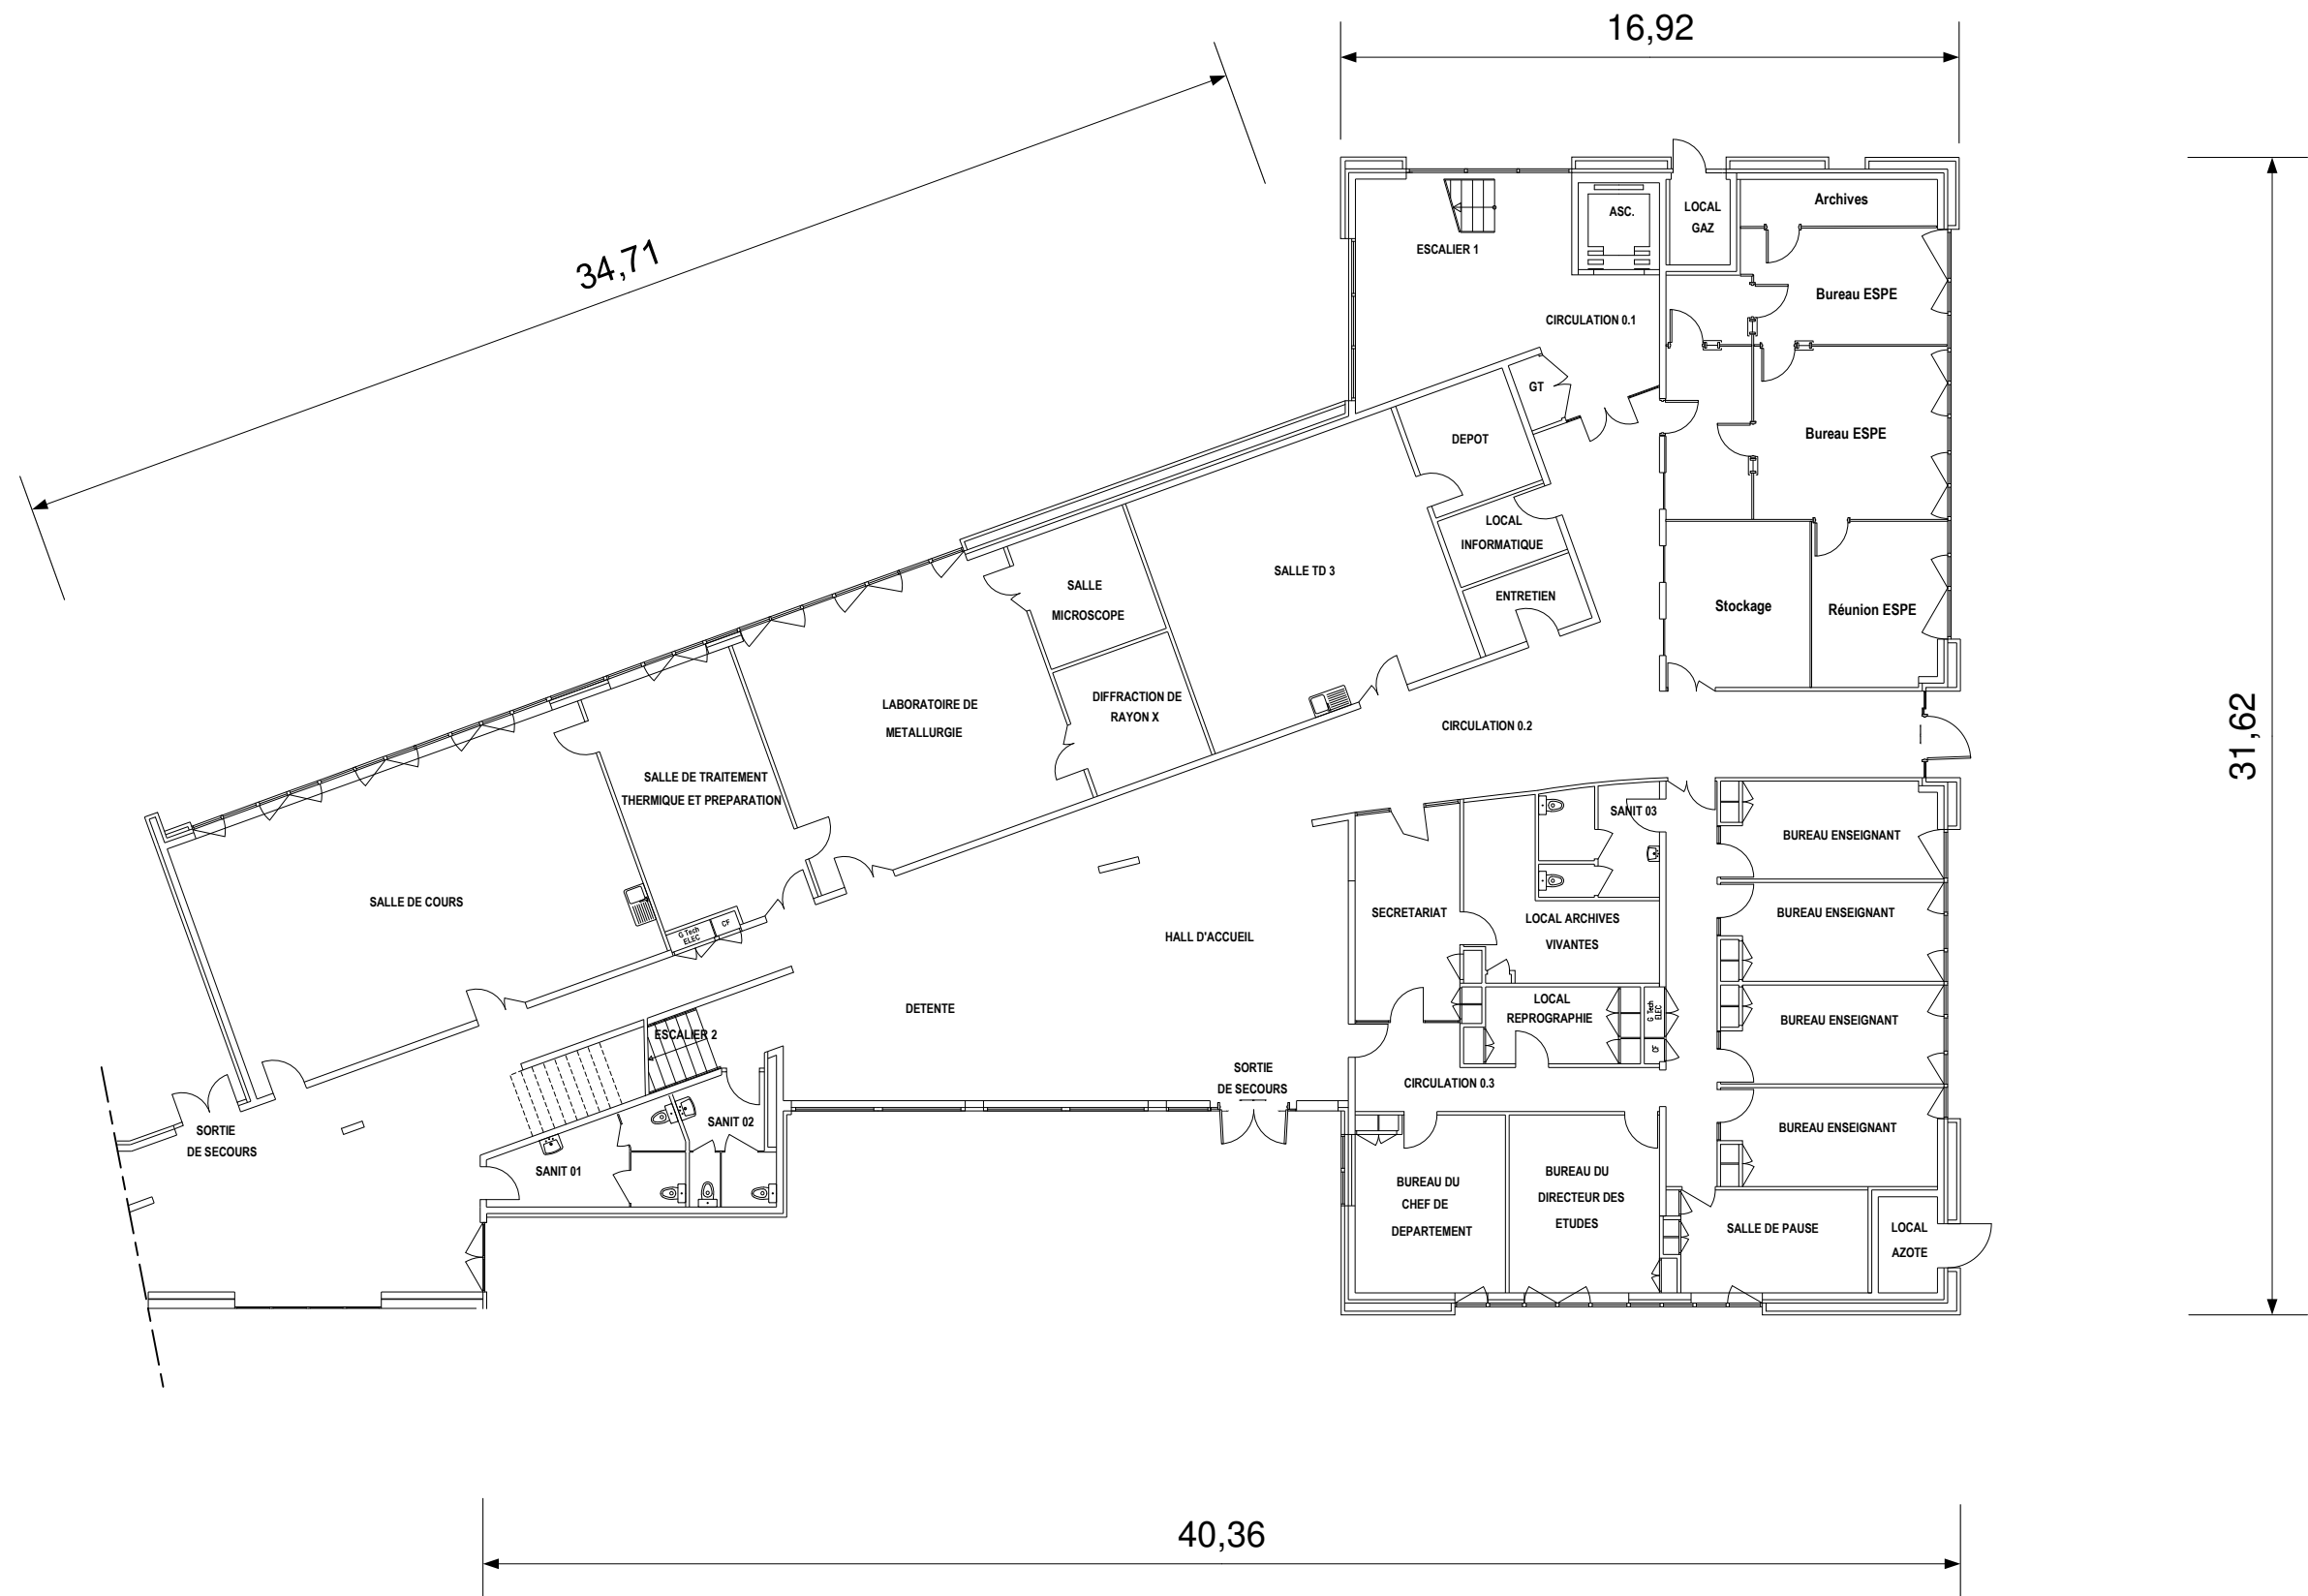 16,92
34,71
Archives
ASC.
LOCAL
GAZ
ESCALIER 1
Bureau ESPE
CIRCULATION 0.1
GT
DEPOT
Bureau ESPE
LOCAL
INFORMATIQUE
SALLE TD 3
SALLE
MICROSCOPE
ENTRETIEN
Stockage
Réunion ESPE
DIFFRACTION DE
RAYON X
LABORATOIRE DE
METALLURGIE
CIRCULATION 0.2
31,62
SALLE DE TRAITEMENT
THERMIQUE ET PREPARATION
SANIT 03
BUREAU ENSEIGNANT
SALLE DE COURS
G Tech
ELEC
CF
HALL D'ACCUEIL
SECRETARIAT
LOCAL ARCHIVES
VIVANTES
BUREAU ENSEIGNANT
DETENTE
LOCAL
REPROGRAPHIE
G Tech
ELEC
CF
BUREAU ENSEIGNANT
ESCALIER 2
SORTIE
DE SECOURS
CIRCULATION 0.3
SORTIE
DE SECOURS
SANIT 02
SANIT 01
BUREAU ENSEIGNANT
BUREAU DU
CHEF DE
DEPARTEMENT
BUREAU DU
DIRECTEUR DES
ETUDES
SALLE DE PAUSE
LOCAL
AZOTE
40,36